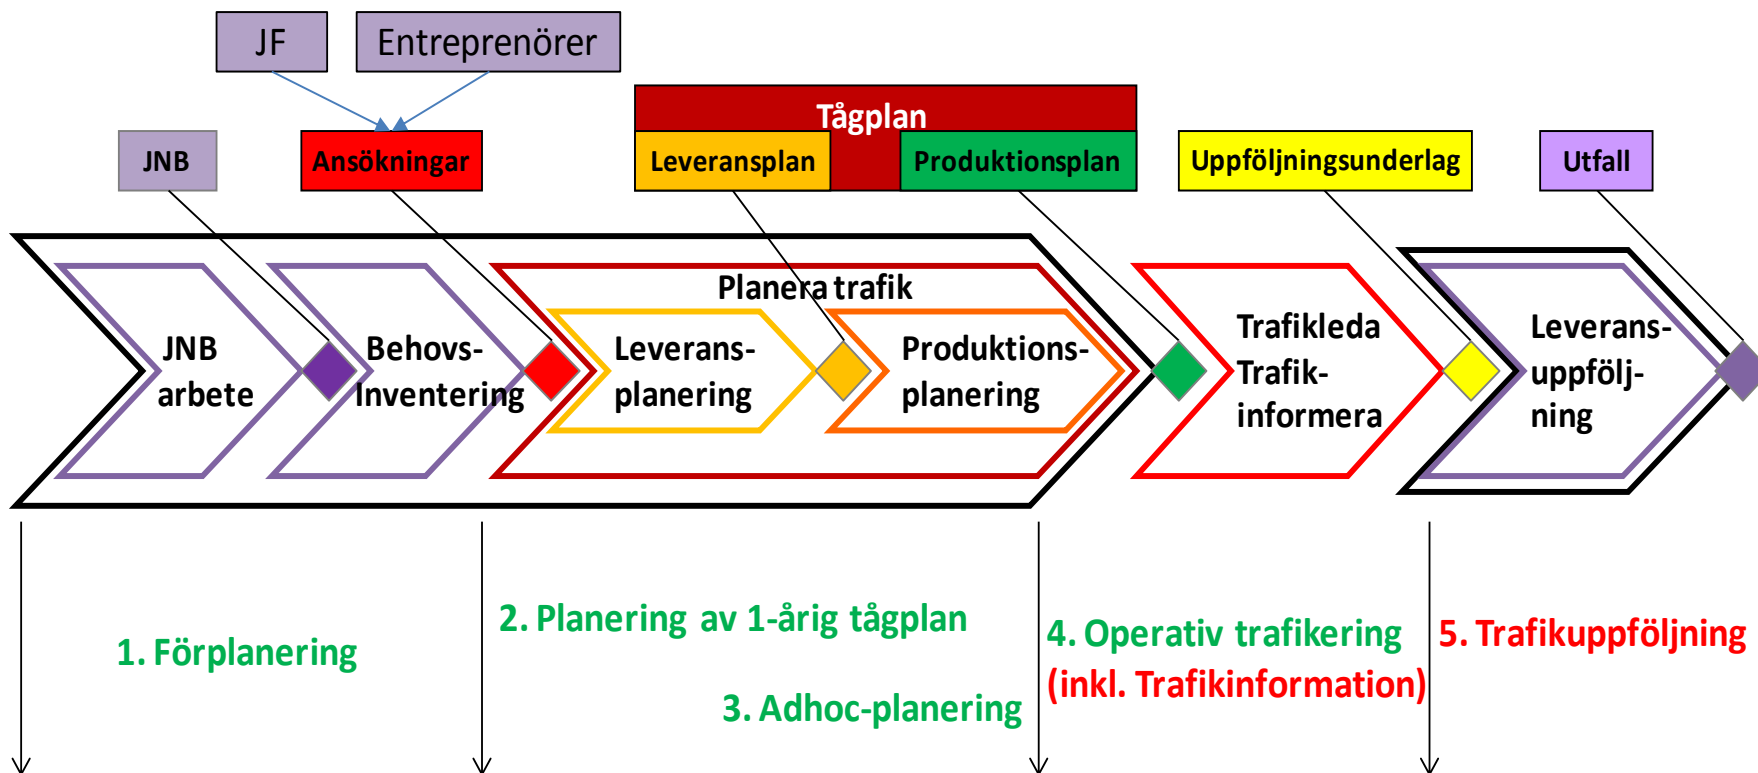 JF
Entreprenörer
Tågplan
JNB
Ansökningar
Leveransplan
Produktionsplan
Uppföljningsunderlag
Utfall
Planera trafik
JNB
arbete
Behovs-
Inventering
Leverans-
planering
Produktions-
planering
Trafikleda
Trafik-
informera
Leverans-
uppfölj-
ning
1. Förplanering
2. Planering av 1-årig tågplan
3. Adhoc-planering
4. Operativ trafikering
(inkl. Trafikinformation)
5. Trafikuppföljning